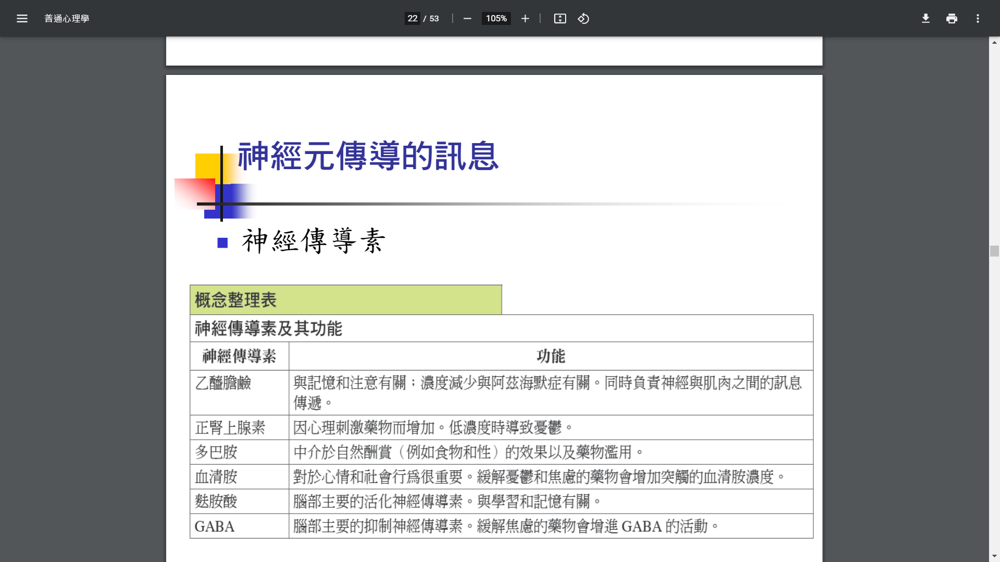 普通心理學
22 / 53
105%
神經元傳導的訊息
神經傳導素
概念整理表
神經傳導素及其功能
神經傳導素 功能
乙醯膽鹼 與記憶和注意有關；濃度減少與阿茲海默症有關。同時負責神經與肌肉之間的訊息
傳遞。
正腎上腺素 因心理刺激藥物而增加。低濃度時導致憂鬱。
多巴胺 中介於自然酬賞（例如食物和性）的效果以及藥物濫用。
血清胺 對於心情和社會行爲很重要。緩解憂鬱和焦慮的藥物會增加突觸的血清胺濃度。
麩胺酸 腦部主要的活化神經傳導素。與學習和記憶有關。
GABA 腦部主要的抑制神經傳導素。緩解焦慮的藥物會增進 GABA 的活動。